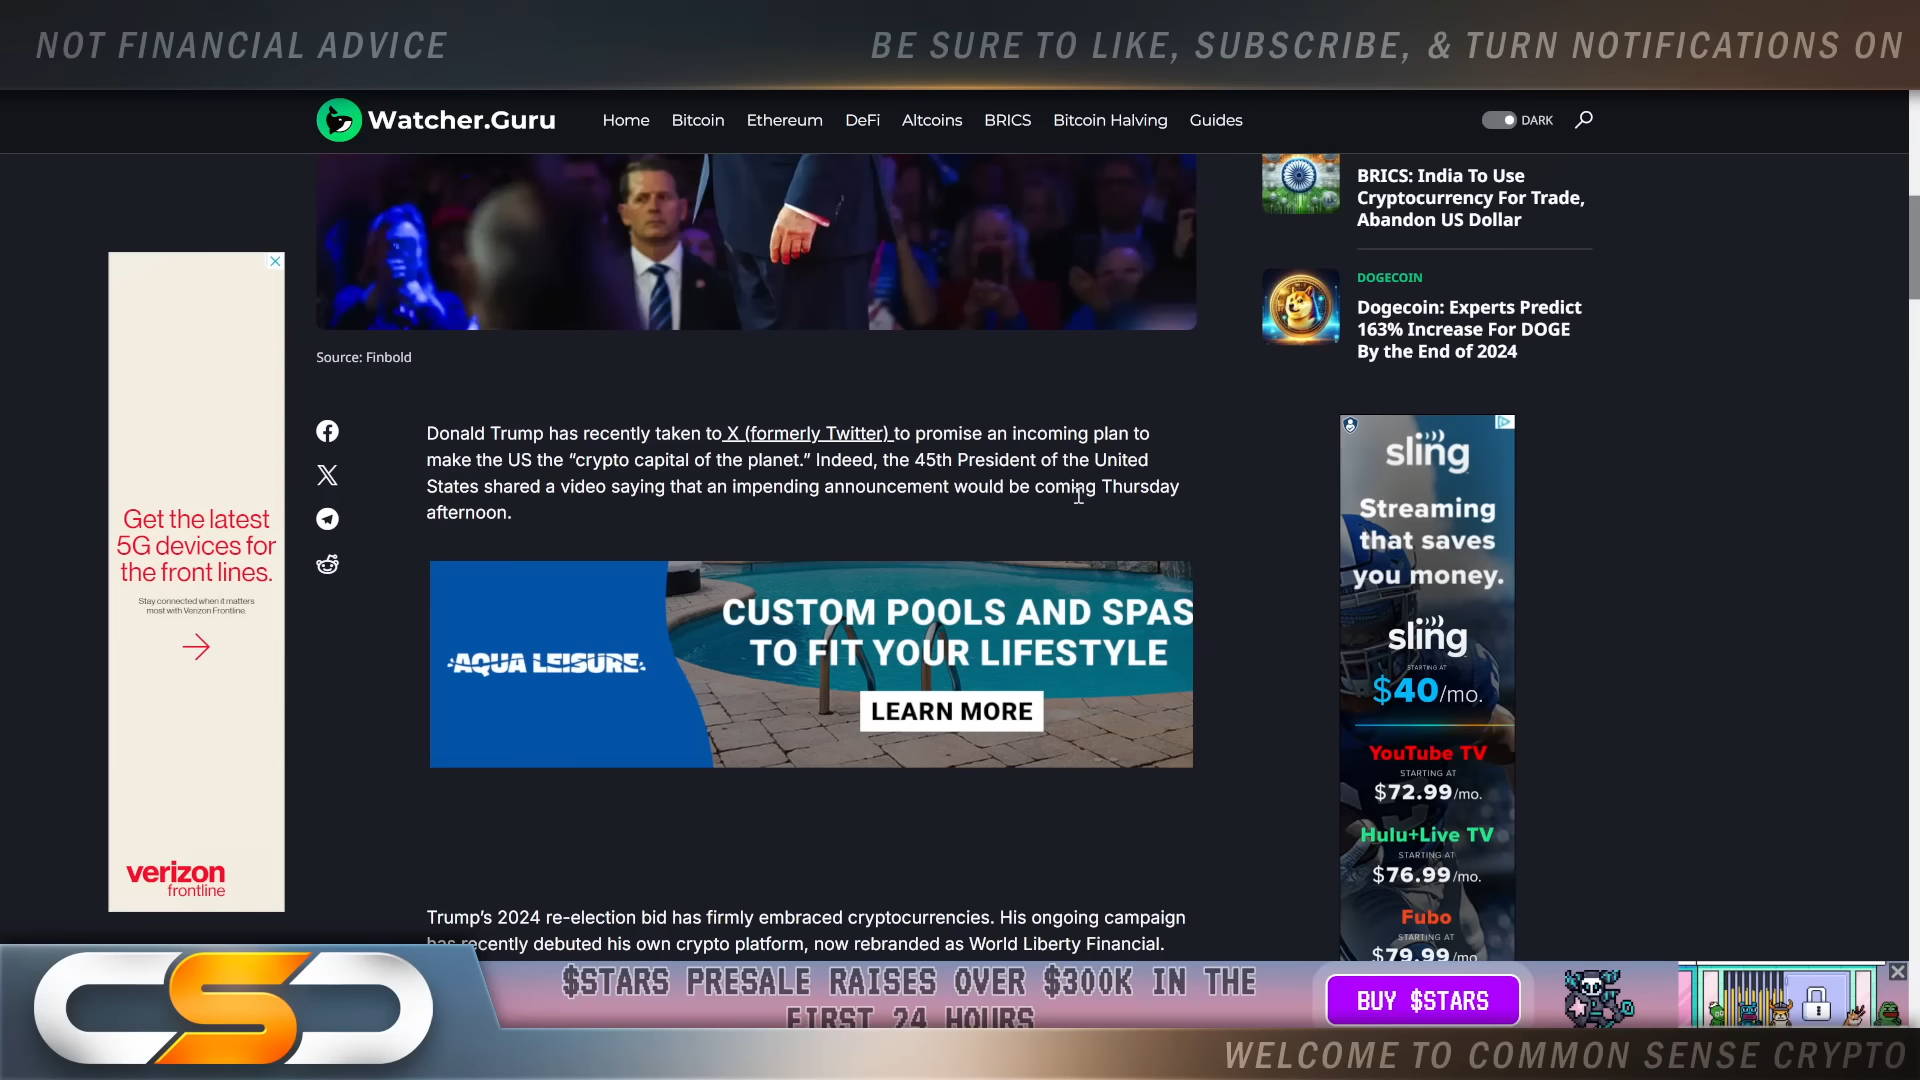 NOT FINANCIAL ADVICE
BE SURE TO LIKE, SUBSCRIBE, & TURN NOTIFICATIONS ON
Watcher.Guru
Home Bitcoin Ethereum DeFi Altcoins BRICS Bitcoin Halving Guides
DARK
BRICS: India To Use
Cryptocurrency For Trade,
Abandon US Dollar
DOGECOIN
Dogecoin: Experts Predict
163% Increase For DOGE
By the End of 2024
Source: Finbold
Donald Trump has recently taken to X (formerly Twitter) to promise an incoming plan to
make the US the “crypto capital of the planet.” Indeed, the 45th President of the United
States shared a video saying that an impending announcement would be coming Thursday
afternoon.
Get the latest
5G devices for
the front lines.
Stay connected when it matters
most with Verizon Frontline.
verizon
frontline
AQUA LEISURE
CUSTOM POOLS AND SPAS
TO FIT YOUR LIFESTYLE
LEARN MORE
sling
Streaming
that saves
you money.
sling
STARTING AT
$40/mo.
YouTube TV
STARTING AT
$72.99/mo.
Hulu+Live TV
STARTING AT
$76.99/mo.
Fubo
STARTING AT
$79.99/mo.
Trump’s 2024 re-election bid has firmly embraced cryptocurrencies. His ongoing campaign
has recently debuted his own crypto platform, now rebranded as World Liberty Financial.
CSC
$STARS PRESALE RAISES OVER $300K IN THE
FIRST 24 HOURS
BUY $STARS
WELCOME TO COMMON SENSE CRYPTO